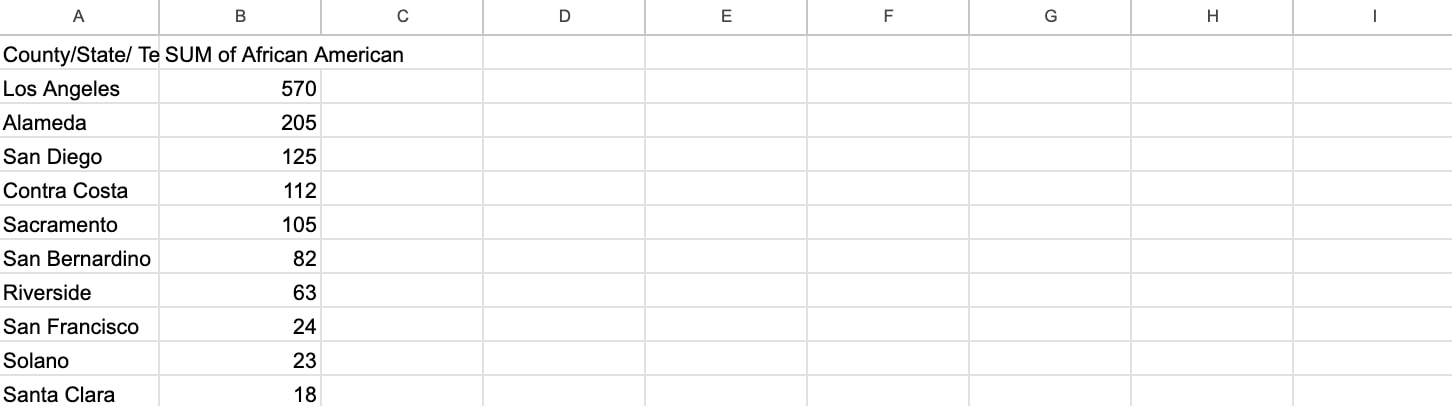 A B C D E F G H I
County/State/ Te SUM of African American
Los Angeles 570
Alameda 205
San Diego 125
Contra Costa 112
Sacramento 105
San Bernardino 82
Riverside 63
San Francisco 24
Solano 23
Santa Clara 18